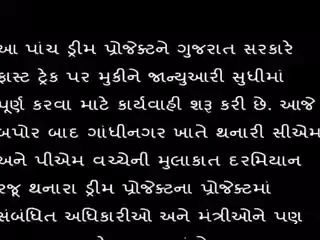 આ પાંચ ડ્રીમ પ્રોજેક્ટને ગુજરાત સરકારે
ફાસ્ટ ટ્રેક પર મુકીને જાન્યુઆરી સુધીમાં
પૂર્ણ કરવા માટે કાર્યવાહી શરૂ કરી છે. આજે
બપોર બાદ ગાંધીનગર ખાતે થનારી સીએમ
અને પીએમ વચ્ચેની મુલાકાત દરમિયાન
રજૂ થનારા ડ્રીમ પ્રોજેક્ટના પ્રોજેક્ટમાં
સંબંધિત અધિકારીઓ અને મંત્રીઓને પણ